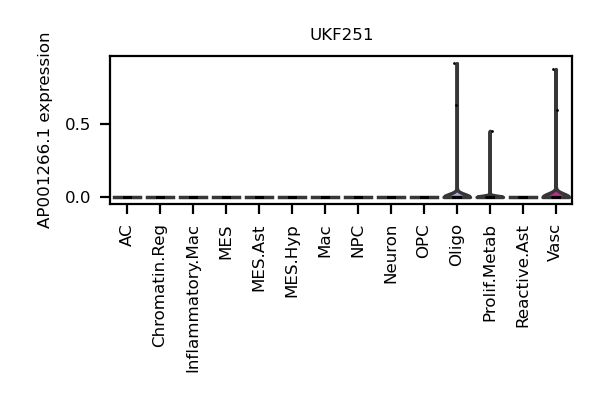 UKF251
AP001266.1 expression
0.5
0.0
AC
Chromatin.Reg
Inflammatory.Mac
MES
MES.Ast
MES.Hyp
Mac
NPC
Neuron
OPC
Oligo
Prolif.Metab
Reactive.Ast
Vasc